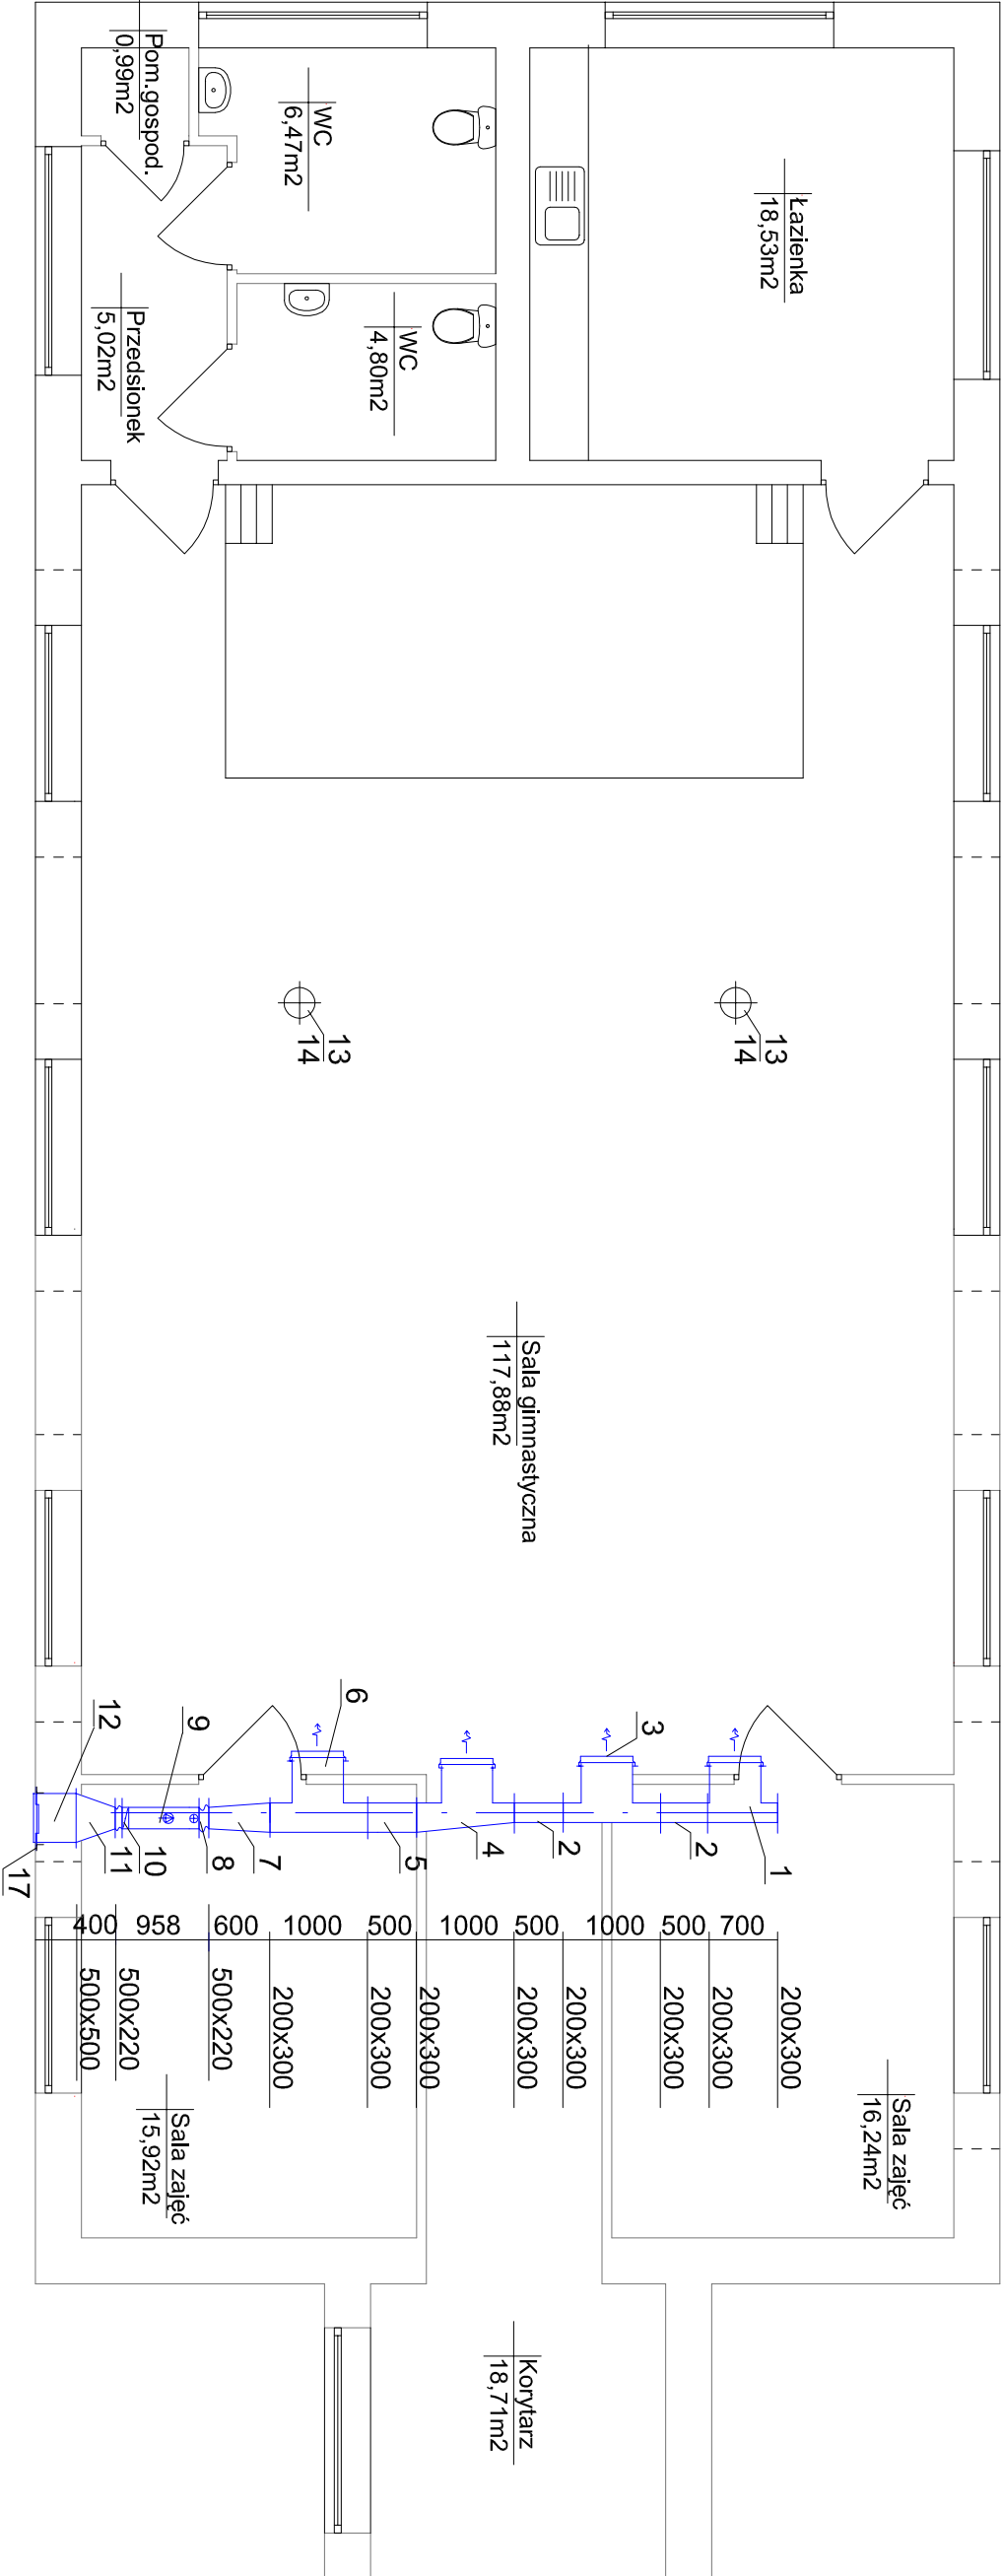 Pom.gospod.
0,99m2
WC
6,47m2
Łazienka
18,53m2
Przedsionek
5,02m2
WC
4,80m2
13
14
13
14
Sala gimnastyczna
117,88m2
12
9
6
3
17
11
10
8
7
5
4
2
2
1
400
958
600
1000
500
1000
500
1000
500
700
500x500
500x220
500x220
200x300
200x300
200x300
200x300
200x300
200x300
200x300
200x300
Sala zajęć
15,92m2
Sala zajęć
16,24m2
Korytarz
18,71m2